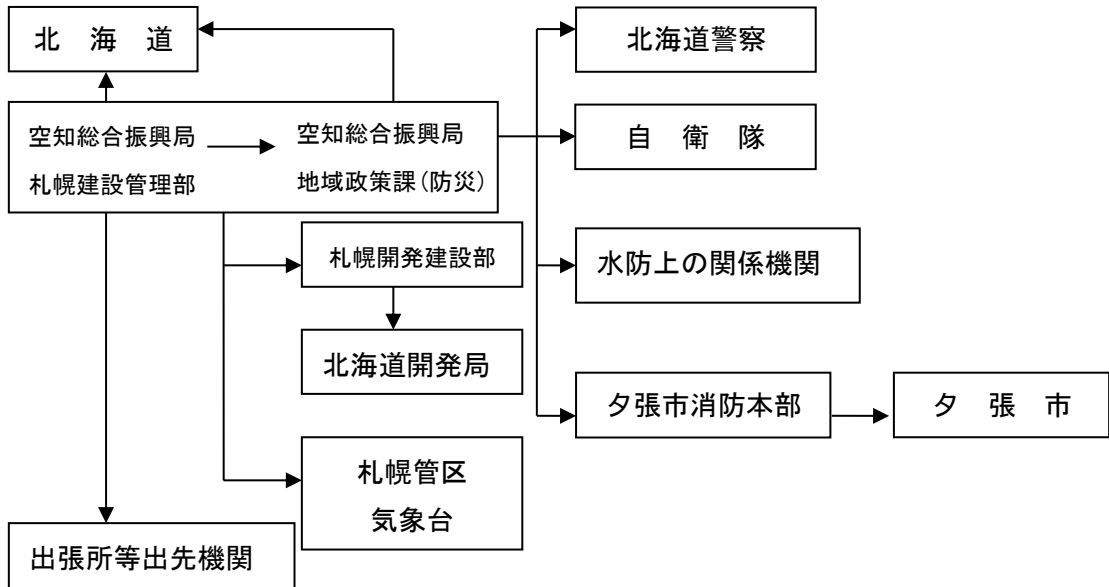 北　海　道
北海道警察
空知総合振興局
札幌建設管理部
空知総合振興局
地域政策課（防災）
自　衛　隊
札幌開発建設部
水防上の関係機関
北海道開発局
夕張市消防本部
夕　張　市
札幌管区
気象台
出張所等出先機関